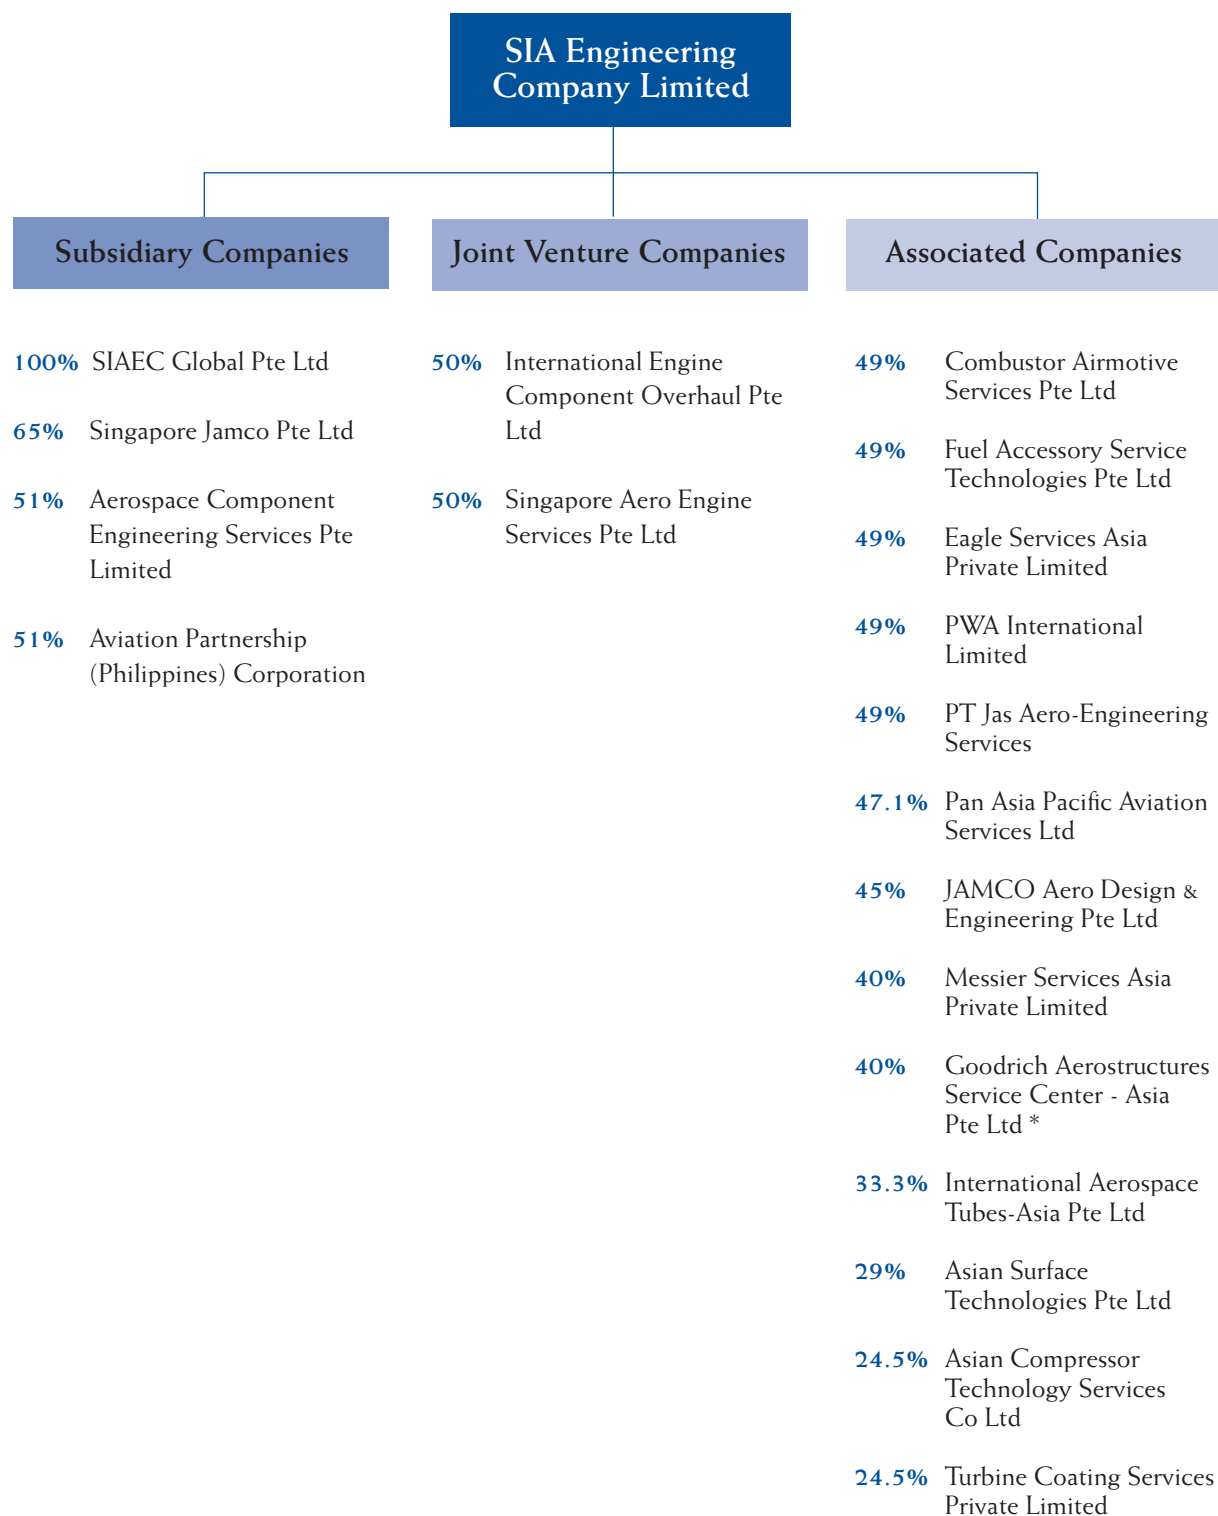 SIA Engineering
Company Limited
Subsidiary Companies
100% SIAEC Global Pte Ltd
65% Singapore Jamco Pte Ltd
51% Aerospace Component
Engineering Services Pte
Limited
51% Aviation Partnership
(Philippines) Corporation
Joint Venture Companies
50% International Engine
Component Overhaul Pte
Ltd
50% Singapore Aero Engine
Services Pte Ltd
Associated Companies
49% Combustor Airmotive
Services Pte Ltd
49% Fuel Accessory Service
Technologies Pte Ltd
49% Eagle Services Asia
Private Limited
49% PWA International
Limited
49% PT Jas Aero-Engineering
Services
47.1% Pan Asia Pacific Aviation
Services Ltd
45% JAMCO Aero Design &
Engineering Pte Ltd
40% Messier Services Asia
Private Limited
40% Goodrich Aerostructures
Service Center - Asia
Pte Ltd *
33.3% International Aerospace
Tubes-Asia Pte Ltd
29% Asian Surface
Technologies Pte Ltd
24.5% Asian Compressor
Technology Services
Co Ltd
24.5% Turbine Coating Services
Private Limited